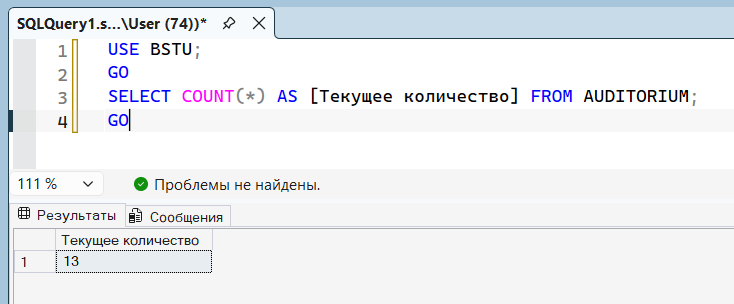 SQLQuery1.s...\User (74))*
1 USE BSTU;
2 GO
3 SELECT COUNT(*) AS [Текущее количество] FROM AUDITORIUM;
4 GO
111 % Проблемы не найдены.
Результаты Сообщения
Текущее количество
1 13